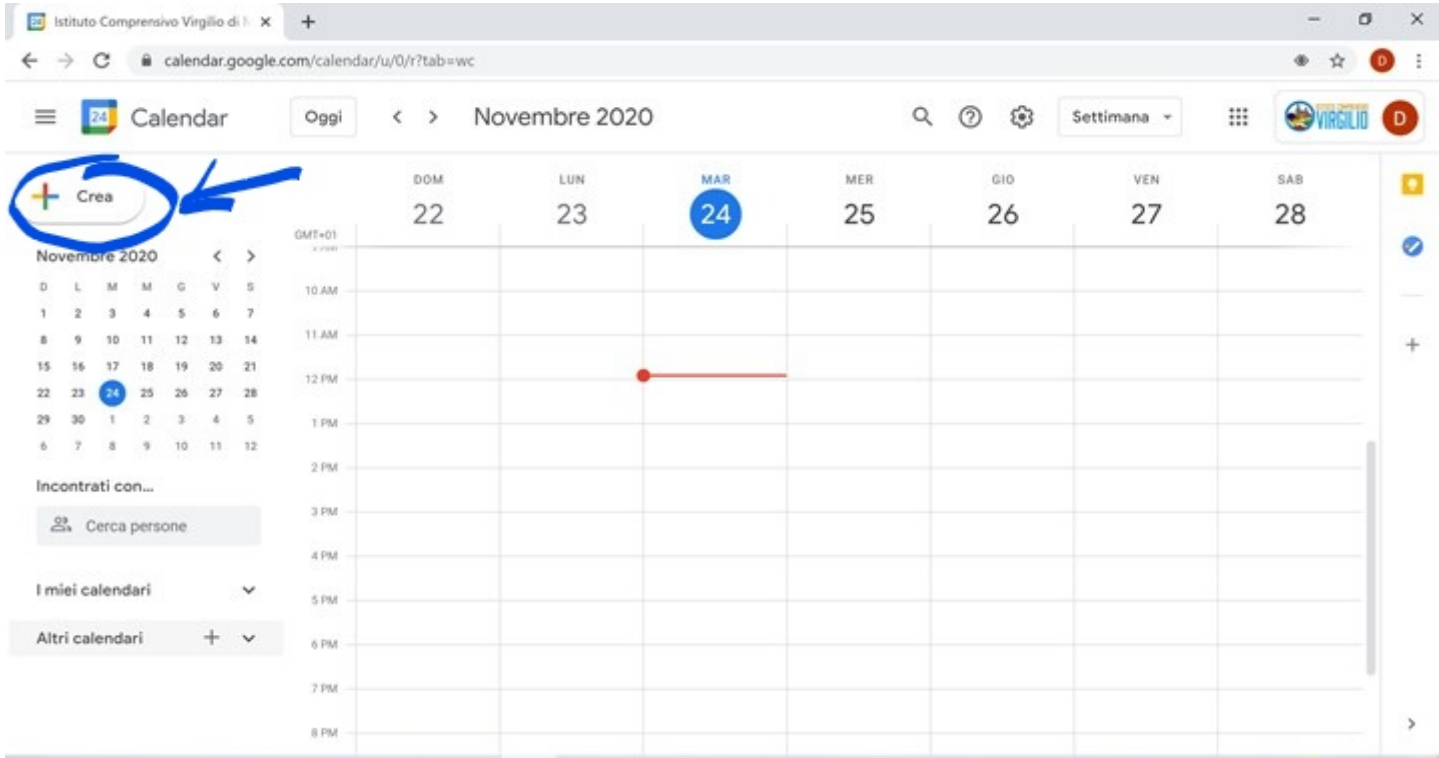 Istituto Comprensivo Virgilio di
calendar.google.com/calendar/u/0/r?tab=wc
D
24 Calendar Oggi Novembre 2020 Settimana VIRGILIO D
Crea
DOM LUN MAR MER GIO VEN SAB
22 23 24 25 26 27 28
GMT+01
Novembre 2020
D L M M G V S
1 2 3 4 5 6 7
8 9 10 11 12 13 14
15 16 17 18 19 20 21
22 23 24 25 26 27 28
29 30 1 2 3 4 5
6 7 8 9 10 11 12
Incontrati con...
Cerca persone
I miei calendari
Altri calendari
10 AM
11 AM
12 PM
1 PM
2 PM
3 PM
4 PM
5 PM
6 PM
7 PM
8 PM